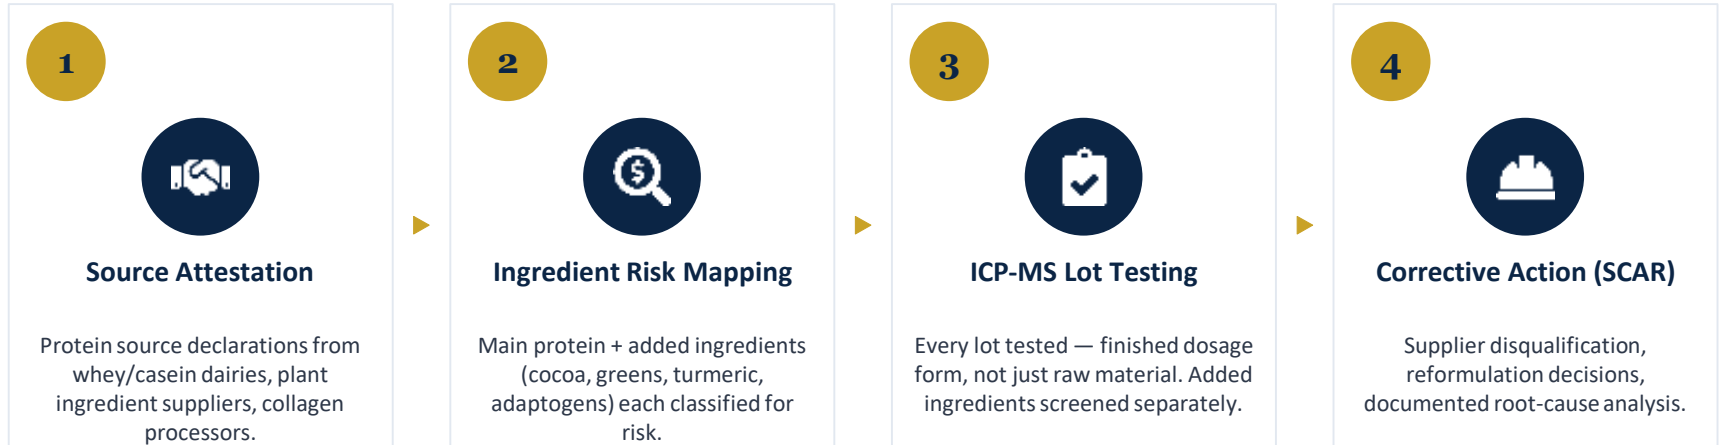 1
Source Attestation
Protein source declarations from
whey/casein dairies, plant
ingredient suppliers, collagen
processors.
2
$
Ingredient Risk Mapping
Main protein + added ingredients
(cocoa, greens, turmeric,
adaptogens) each classified for
risk.
3
ICP-MS Lot Testing
Every lot tested — finished dosage
form, not just raw material. Added
ingredients screened separately.
4
Corrective Action (SCAR)
Supplier disqualification,
reformulation decisions,
documented root-cause analysis.